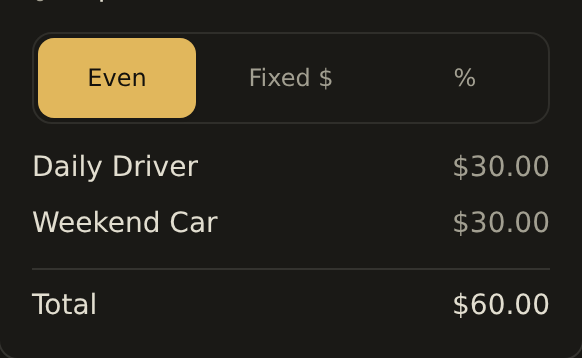 Even Fixed $ %
Daily Driver $30.00
Weekend Car $30.00
Total $60.00